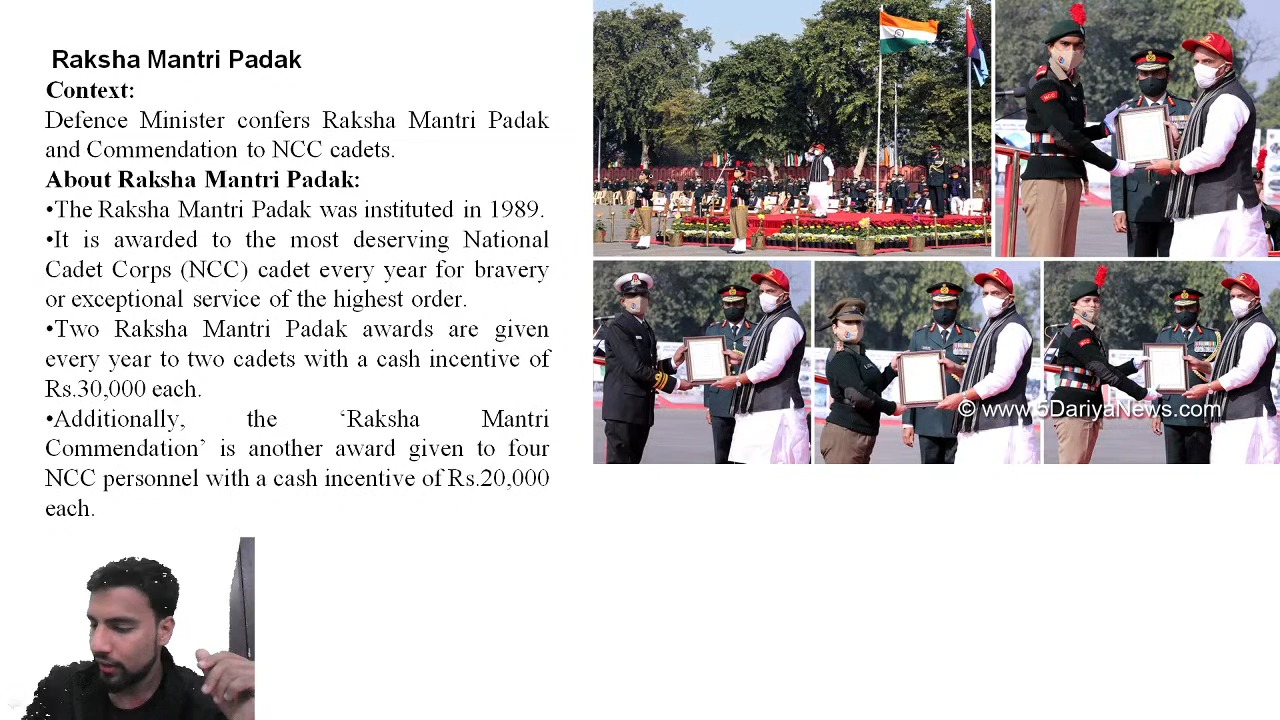 Raksha Mantri Padak
Context:
Defence Minister confers Raksha Mantri Padak
and Commendation to NCC cadets.
About Raksha Mantri Padak:
•The Raksha Mantri Padak was instituted in 1989.
•It is awarded to the most deserving National
Cadet Corps (NCC) cadet every year for bravery
or exceptional service of the highest order.
•Two Raksha Mantri Padak awards are given
every year to two cadets with a cash incentive of
Rs.30,000 each.
•Additionally, the ‘Raksha Mantri
Commendation’ is another award given to four
NCC personnel with a cash incentive of Rs.20,000
each.
NCC
© www.5DariyaNews.com